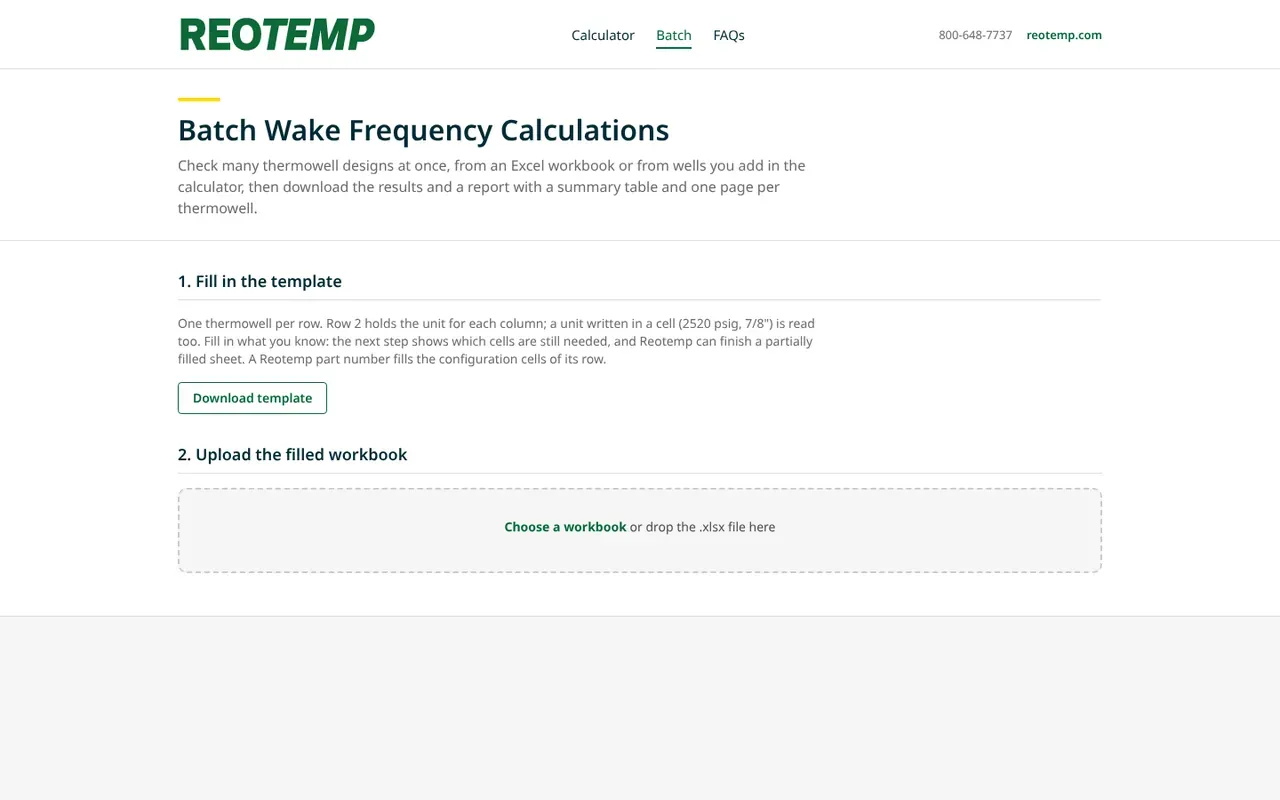 REOTEMP
Calculator
Batch
FAQs
800-648-7737
reotemp.com
Batch Wake Frequency Calculations
Check many thermowell designs at once, from an Excel workbook or from wells you add in the
calculator, then download the results and a report with a summary table and one page per
thermowell.
1. Fill in the template
One thermowell per row. Row 2 holds the unit for each column; a unit written in a cell (2520 psig, 7/8") is read
too. Fill in what you know: the next step shows which cells are still needed, and Reotemp can finish a partially
filled sheet. A Reotemp part number fills the configuration cells of its row.
Download template
2. Upload the filled workbook
Choose a workbook or drop the .xlsx file here